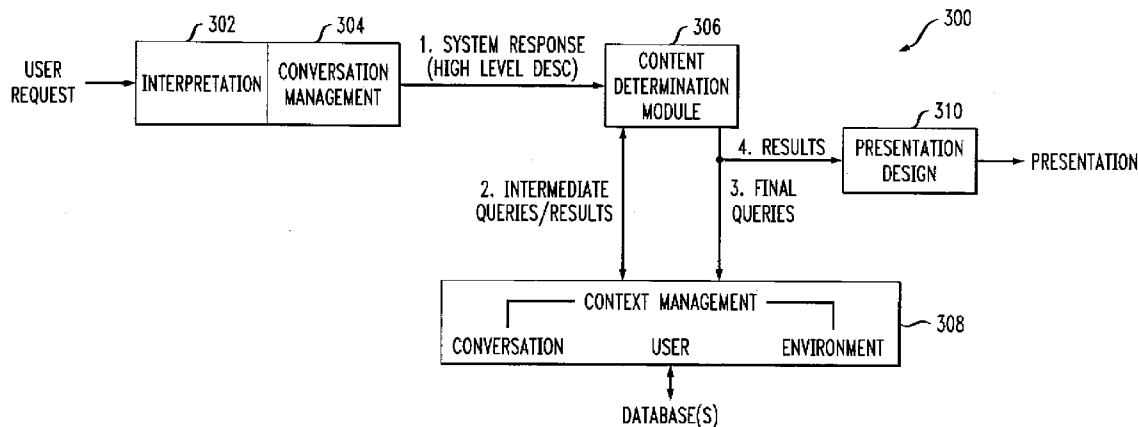 302
304
306
300
1. SYSTEM RESPONSE
(HIGH LEVEL DESC)
USER
REQUEST
INTERPRETATION
CONVERSATION
MANAGEMENT
CONTENT
DETERMINATION
MODULE
310
4. RESULTS
PRESENTATION
DESIGN
PRESENTATION
2. INTERMEDIATE
QUERIES/RESULTS
3. FINAL
QUERIES
CONTEXT MANAGEMENT
308
CONVERSATION
USER
ENVIRONMENT
DATABASE(S)